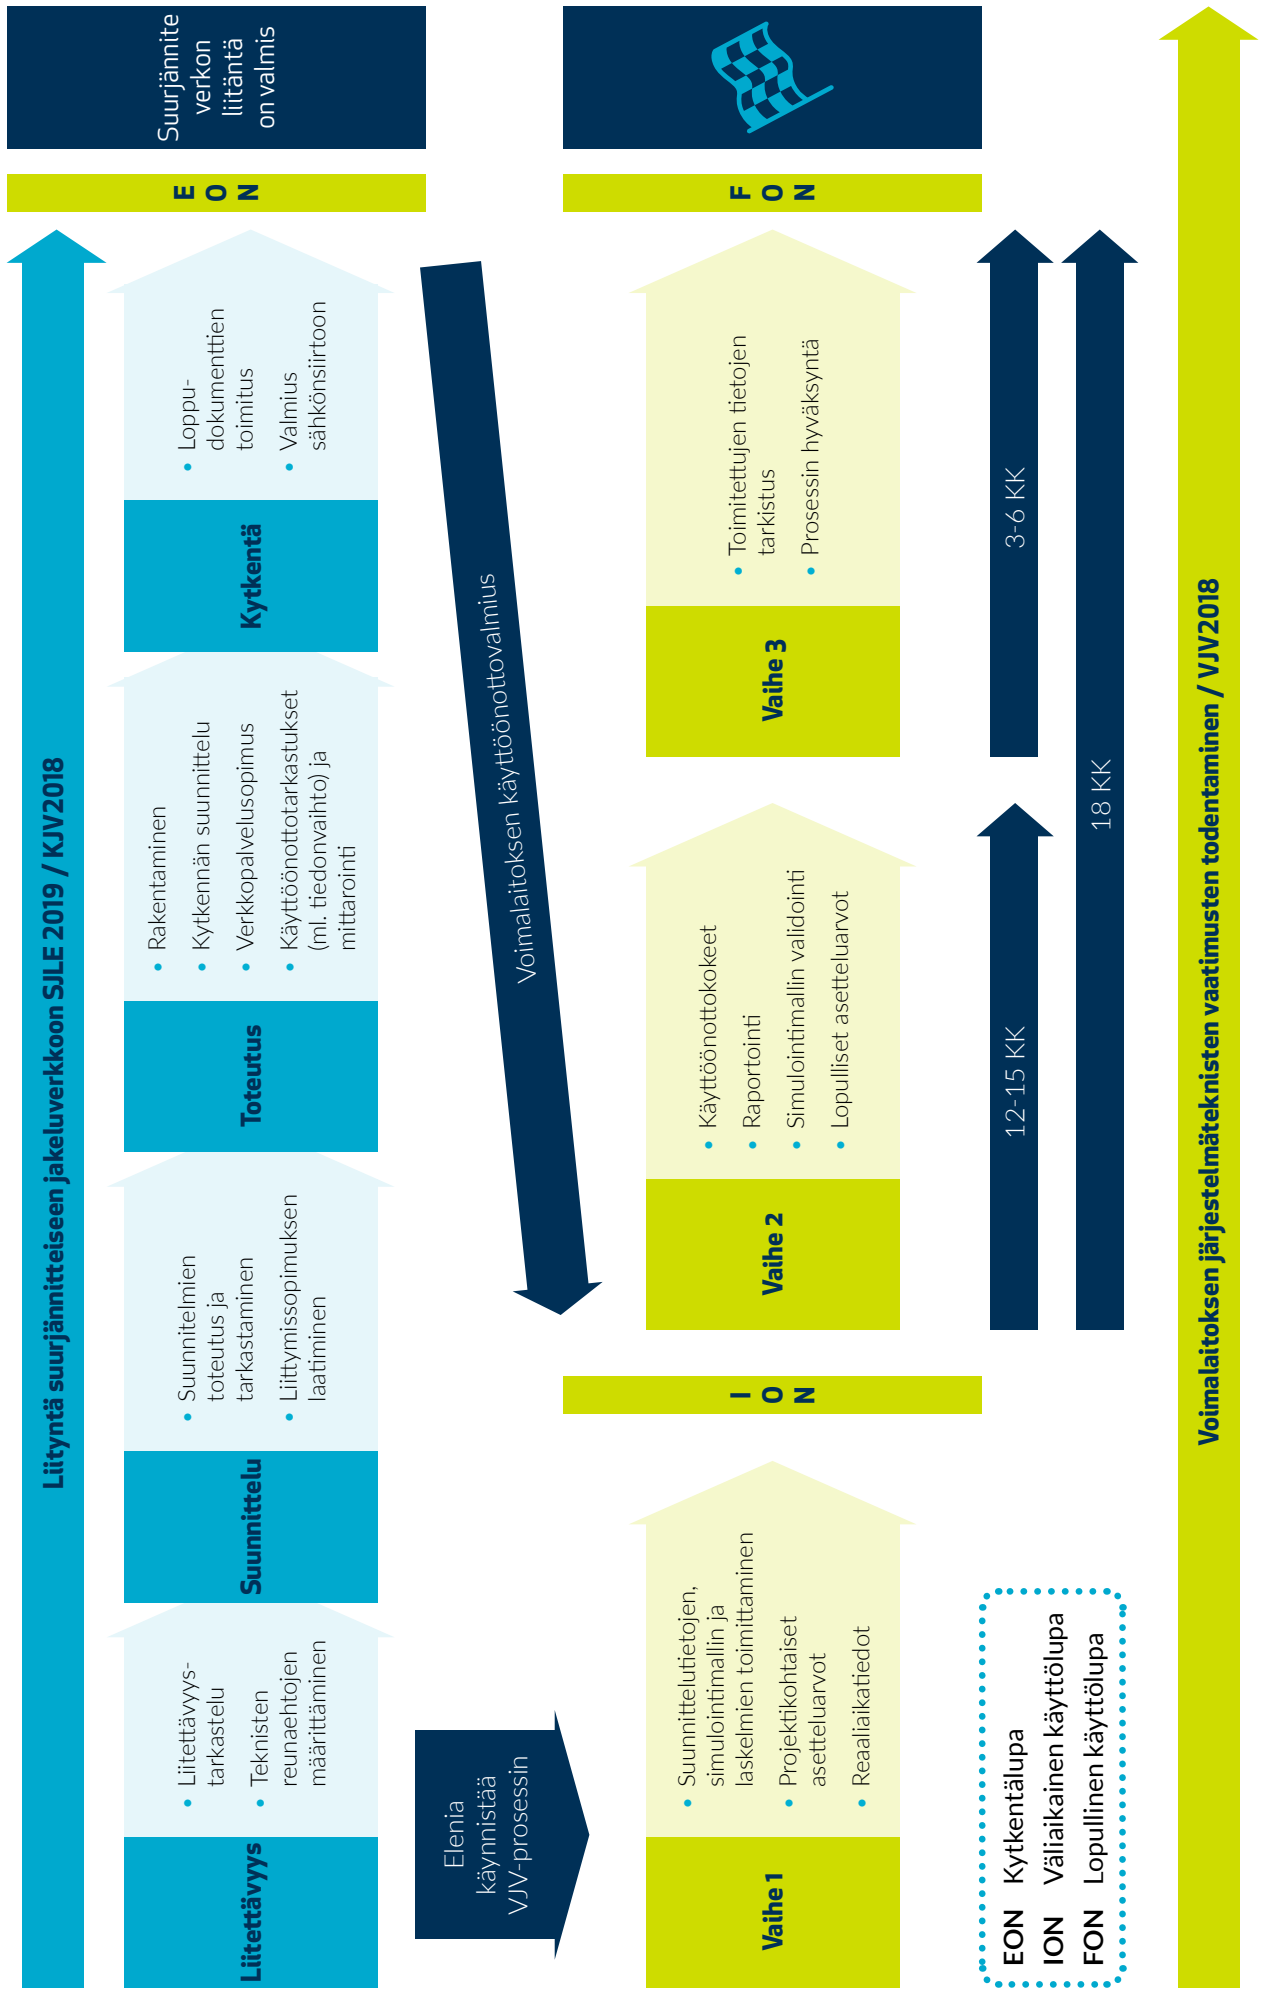 Liityntä suurjännitteiseen jakeluverkkoon SJLE 2019 / KJV2018
Liitettävyys
• Liitettävyys-
tarkastelu
• Teknisten
reunaehtojen
määrittäminen
Suunnittelu
• Suunnitelmien
toteutus ja
tarkastaminen
• Liittymissopimuksen
laatiminen
Toteutus
• Rakentaminen
• Kytkennän suunnittelu
• Verkkopalvelusopimus
• Käyttöönottotarkastukset
(ml. tiedonvaihto) ja
mittarointi
Kytkentä
• Loppu-
dokumenttien
toimitus
• Valmius
sähkönsiirtoon
E
O
N
Suurjännite
verkon
liitäntä
on valmis
Elenia
käynnistää
VJV-prosessin
Voimalaitoksen käyttöönottovalmius
Vaihe 1
• Suunnittelutietojen,
simulointimallin ja
laskelmien toimittaminen
• Projektikohtaiset
asetteluarvot
• Reaaliaikatiedot
I
O
N
Vaihe 2
• Käyttöönottokokeet
• Raportointi
• Simulointimallin validointi
• Lopulliset asetteluarvot
Vaihe 3
• Toimitettujen tietojen
tarkistus
• Prosessin hyväksyntä
F
O
N
12-15 KK
3-6 KK
18 KK
EON Kytkentälupa
ION Väliaikainen käyttölupa
FON Lopullinen käyttölupa
Voimalaitoksen järjestelmäteknisten vaatimusten todentaminen / VJV2018